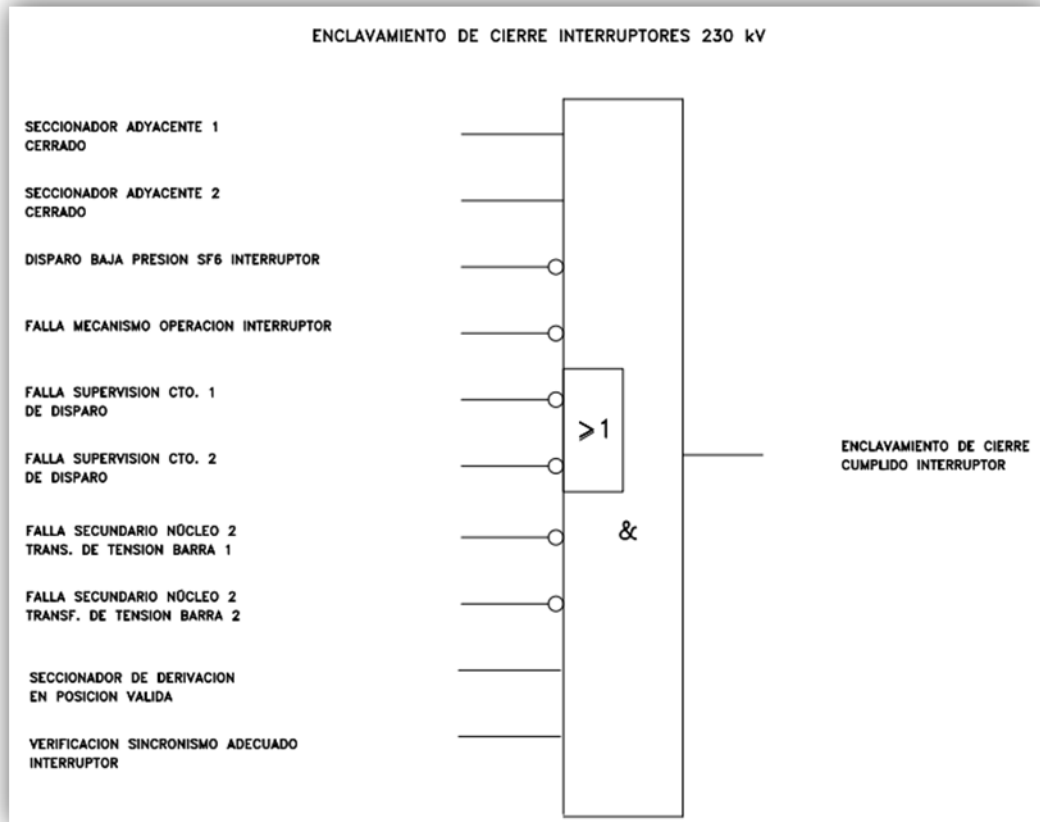 ENCLAVAMIENTO DE CIERRE INTERRUPTORES 230 kV
SECCIONADOR ADYACENTE 1
CERRADO
SECCIONADOR ADYACENTE 2
CERRADO
DISPARO BAJA PRESION SF6 INTERRUPTOR
FALLA MECANISMO OPERACION INTERRUPTOR
FALLA SUPERVISION CTO. 1
DE DISPARO
FALLA SUPERVISION CTO. 2
DE DISPARO
≥1
ENCLAVAMIENTO DE CIERRE
CUMPLIDO INTERRUPTOR
&
FALLA SECUNDARIO NÚCLEO 2
TRANS. DE TENSION BARRA 1
FALLA SECUNDARIO NÚCLEO 2
TRANSF. DE TENSION BARRA 2
SECCIONADOR DE DERIVACION
EN POSICION VALIDA
VERIFICACION SINCRONISMO ADECUADO
INTERRUPTOR